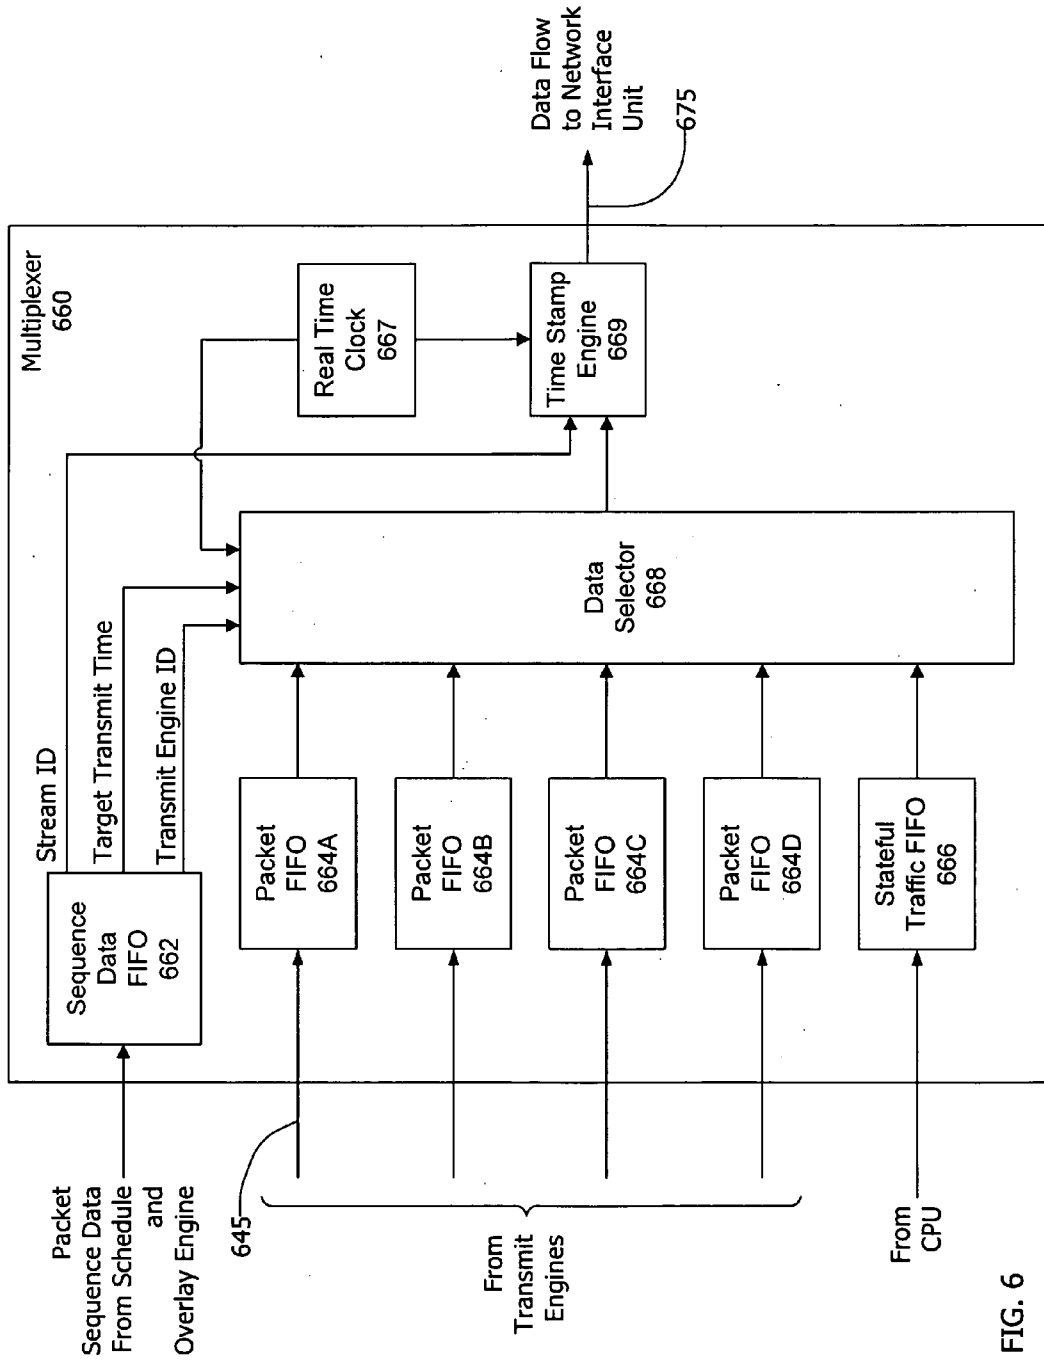 Packet
Sequence Data
From Schedule
and
Overlay Engine
Sequence
Data
FIFO
662
Stream ID
Target Transmit Time
Transmit Engine ID
Multiplexer
660
645
From
Transmit
Engines
Packet
FIFO
664A
Packet
FIFO
664B
Packet
FIFO
664C
Packet
FIFO
664D
From
CPU
Stateful
Traffic FIFO
666
Data
Selector
668
Real Time
Clock
667
Time Stamp
Engine
669
Data Flow
to Network
Interface
Unit
675
FIG. 6